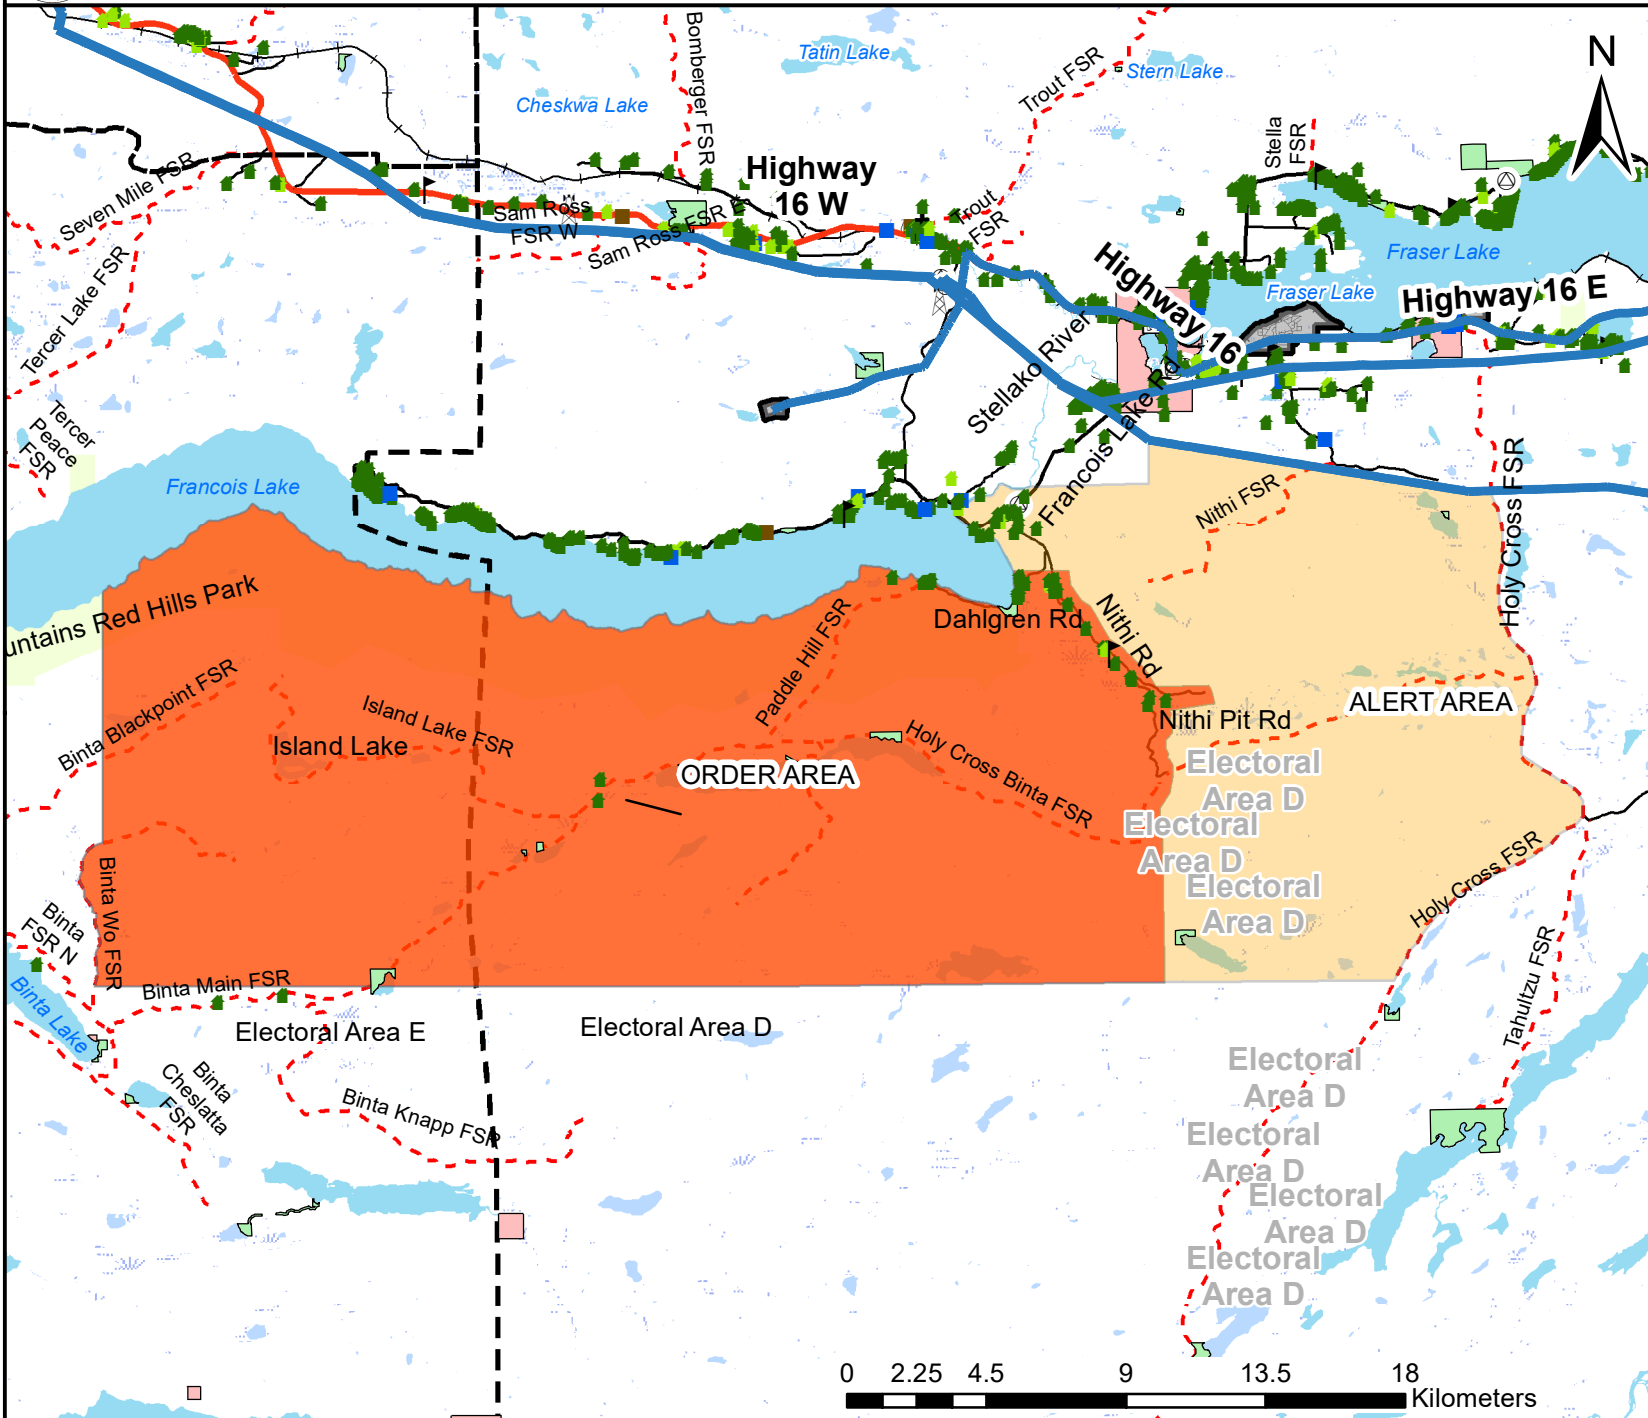 N
Tatin Lake
Stern Lake
Cheskwa Lake
Bomberger FSR
Trout FSR
Stella
FSR
Highway
16 W
Seven Mile FSR
Sam Ross
FSR W
Sam Ross FSR E
Trout
FSR
Fraser Lake
Fraser Lake
Highway 16
Highway 16 E
Tercer Lake FSR
Stellako River
Francois Lake Rd
Tercer
Peace
FSR
Francois Lake
Nithi FSR
Holy Cross FSR
untains Red Hills Park
Dahlgren Rd
Nithi Rd
Paddle Hill FSR
Binta Blackpoint FSR
Island Lake FSR
Island Lake
ALERT AREA
Nithi Pit Rd
ORDER AREA
Holy Cross Binta FSR
Electoral
Area D
Electoral
Area D
Electoral
Area D
Binta Wo FSR
Holy Cross FSR
Binta
FSR N
Binta Main FSR
Binta Lake
Tahultzu FSR
Electoral Area E
Electoral Area D
Binta
Cheslatta
FSR
Binta Knapp FSR
Electoral
Area D
Electoral
Area D
Electoral
Area D
Electoral
Area D
0 2.25 4.5 9 13.5 18
Kilometers